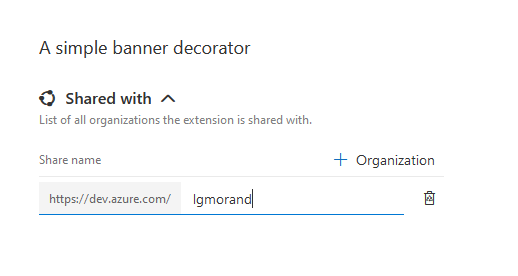 A simple banner decorator
Shared with
List of all organizations the extension is shared with.
Share name
Organization
https://dev.azure.com/ lgmorand